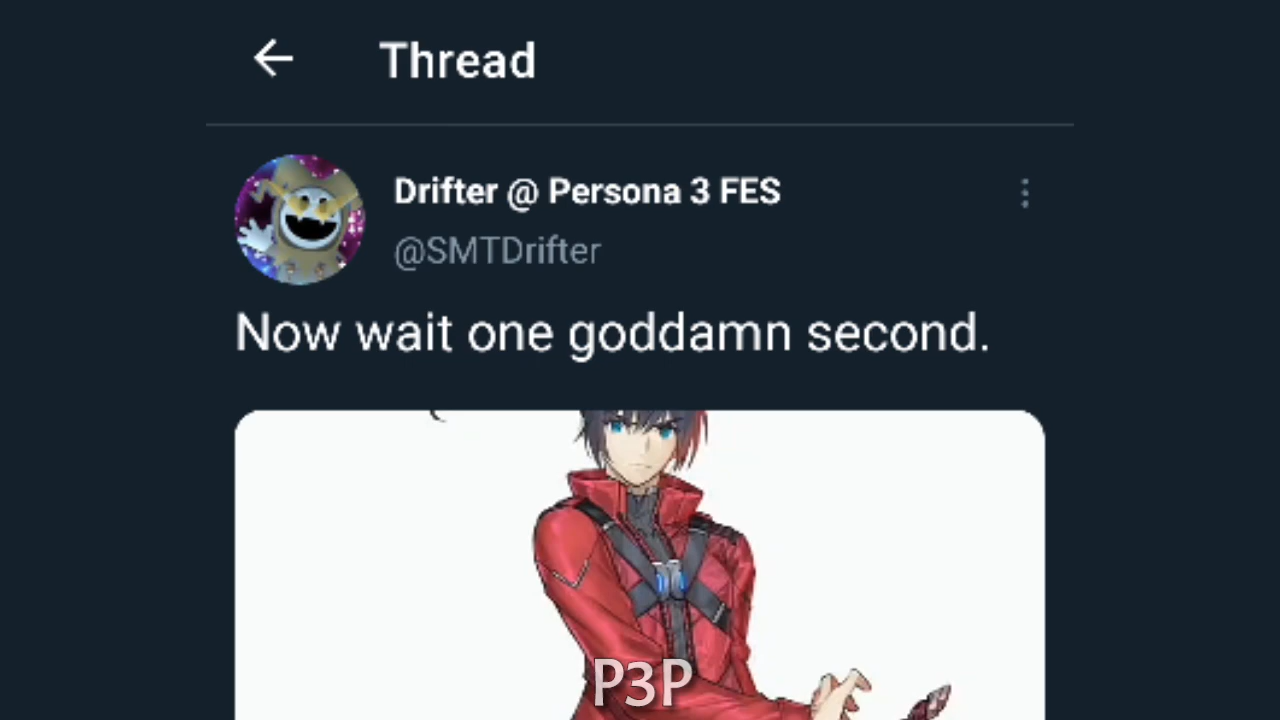 Thread
Drifter @ Persona 3 FES
@SMTDrifter
Now wait one goddamn second.
P3P